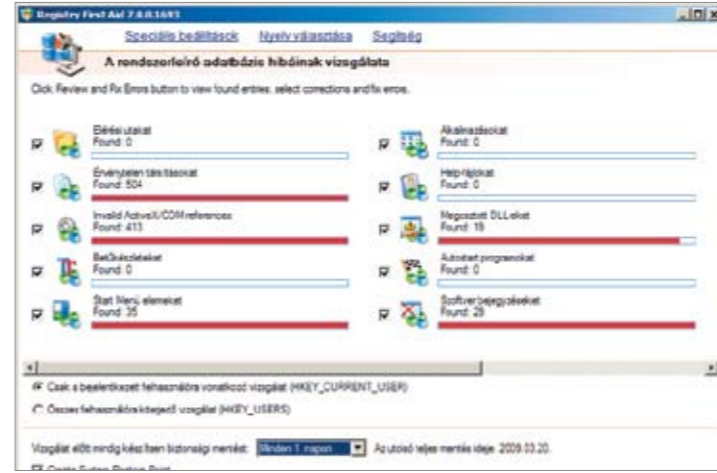 Registry First Aid 7.0.0.1693
Speciális beállítások Nyelv választása Segítség
A rendszerleíró adatbázis hibáinak vizsgálata
Click Review and Fix Errors button to view found entries, select corrections and fix errors.
Elérési utakat
Found: 0
Érvénytelen társításokat
Found: 504
Invalid ActiveX/COM references
Found: 413
Betűkészleteket
Found: 0
Start Menü elemeket
Found: 35
Alkalmazásokat
Found: 0
Help fájlokat
Found: 0
Megosztott DLL-eket
Found: 19
Autostart programokat
Found: 0
Szoftver bejegyzéseket
Found: 29
Csak a bejelentkezett felhasználóra vonatkozó vizsgálat (HKEY_CURRENT_USER)
Összes felhasználóra kiterjedő vizsgálat (HKEY_USERS)
Vizsgálat előtt mindig készítsen biztonsági mentést: Minden 1. napon Az utolsó teljes mentés ideje: 2009.03.20.
Create System Restore Point